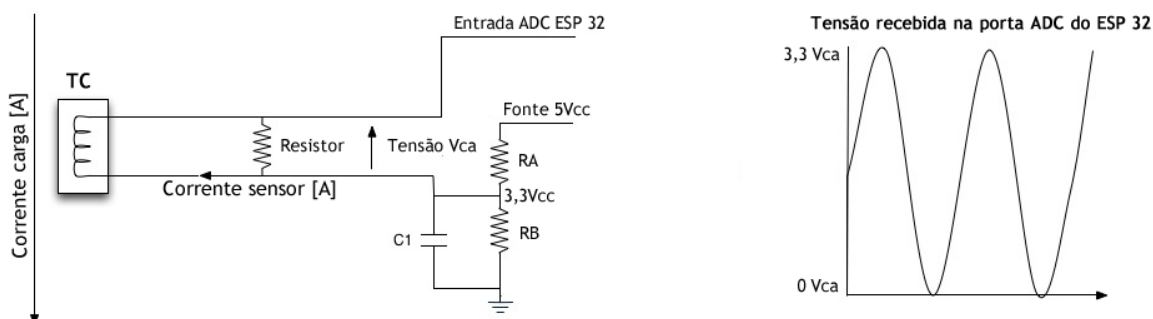 Entrada ADC ESP 32
TC
Corrente carga [A]
Resistor
Tensão Vca
Corrente sensor [A]
Fonte 5Vcc
RA
3,3Vcc
RB
C1
Tensão recebida na porta ADC do ESP 32
3,3 Vca
0 Vca